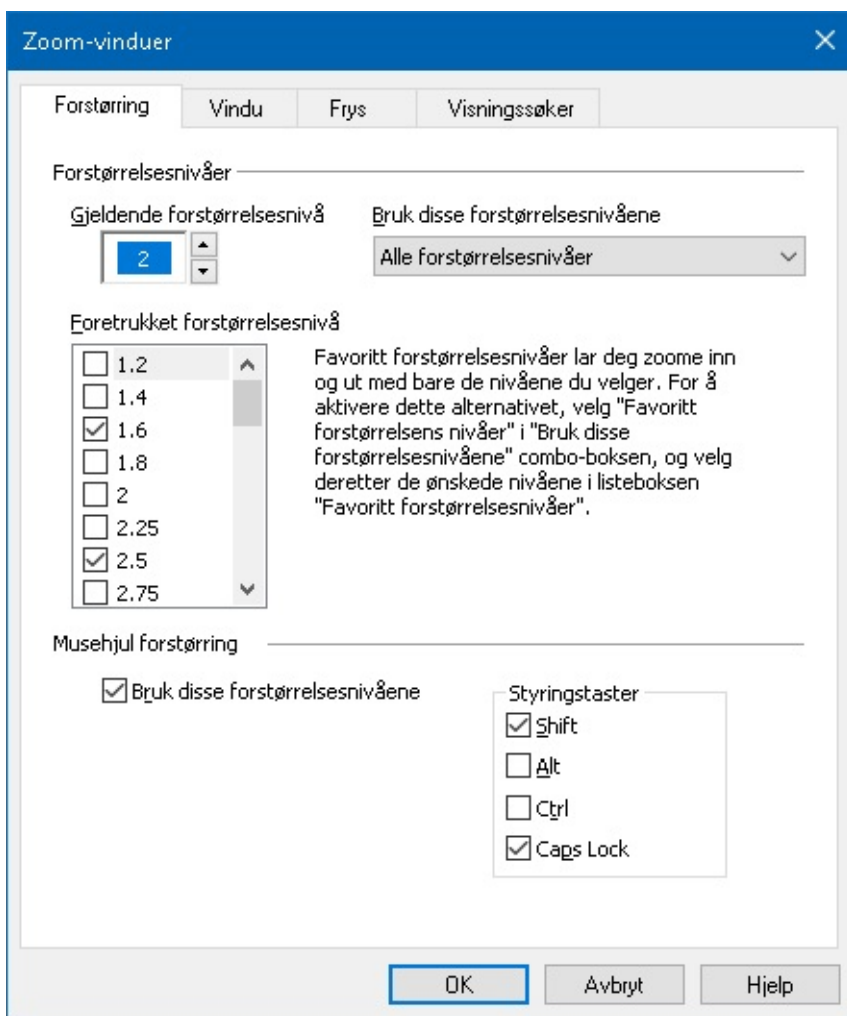 Zoom-vinduer
Forstørring Vindu Frys Visningssøker
Forstørrelsesnivåer
Gjeldende forstørrelsesnivå Bruk disse forstørrelsesnivåene
2 Alle forstørrelsesnivåer
Foretrukket forstørrelsesnivå
1.2
1.4
1.6
1.8
2
2.25
2.5
2.75
Favoritt forstørrelsesnivåer lar deg zoome inn
og ut med bare de nivåene du velger. For å
aktivere dette alternativet, velg "Favoritt
forstørrelsens nivåer" i "Bruk disse
forstørrelsesnivåene" combo-boksen, og velg
deretter de ønskede nivåene i listeboksen
"Favoritt forstørrelsesnivåer".
Musehjul forstørring
Bruk disse forstørrelsesnivåene
Styringstaster
Shift
Alt
Ctrl
Caps Lock
OK Avbryt Hjelp